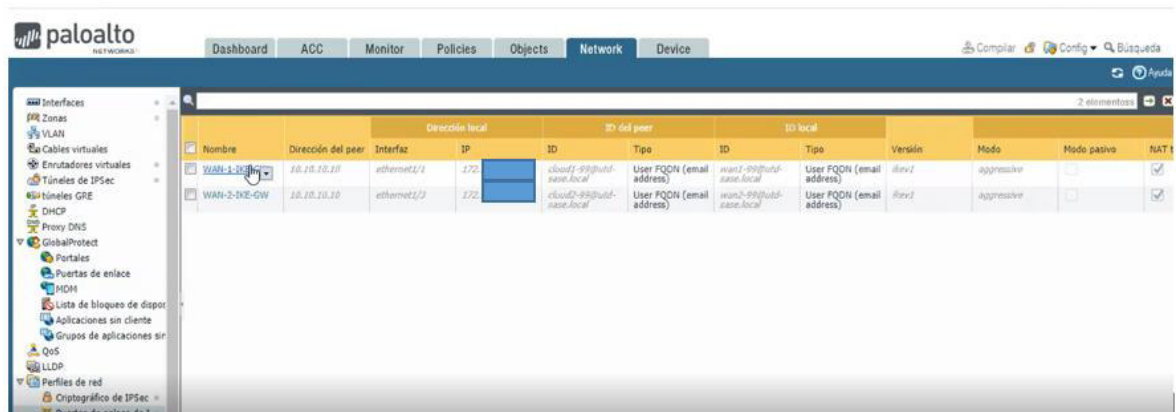 paloalto
NETWORKS
Dashboard ACC Monitor Policies Objects Network Device
Compilar Config Búsqueda
Ayuda
2 elementoss
Interfaces
Zonas
VLAN
Cables virtuales
Enrutadores virtuales
Túneles de IPSec
túneles GRE
DHCP
Proxy DNS
GlobalProtect
Portales
Puertas de enlace
MDM
Lista de bloqueo de dispor
Aplicaciones sin cliente
Grupos de aplicaciones sin
QoS
LLDP
Perfiles de red
Criptográfico de IPSec
Dirección local ID del peer ID local
Nombre Dirección del peer Interfaz IP ID Tipo ID Tipo Versión Modo Modo pasivo NAT t
WAN-1-IKE 10.10.10.10 ethernet1/1 172. cloud1-99@utd-sase.local User FQDN (email address) wan1-99@utd-sase.local User FQDN (email address) ikev1 aggressive
WAN-2-IKE-GW 10.10.10.10 ethernet1/3 172. cloud2-99@utd-sase.local User FQDN (email address) wan2-99@utd-sase.local User FQDN (email address) ikev1 aggressive